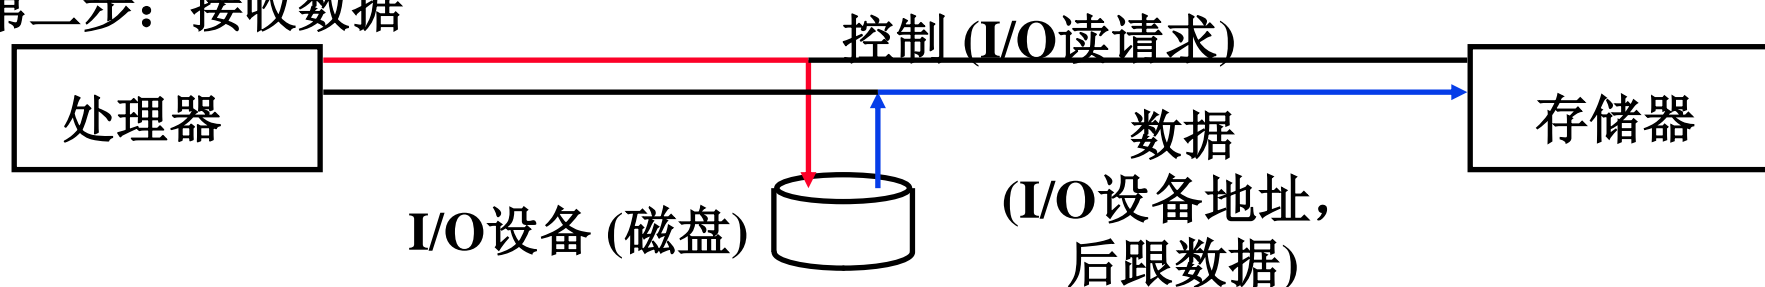 第二步：接收数据
控制 (I/O读请求)
处理器
存储器
数据
(I/O设备地址，
后跟数据)
I/O设备 (磁盘)